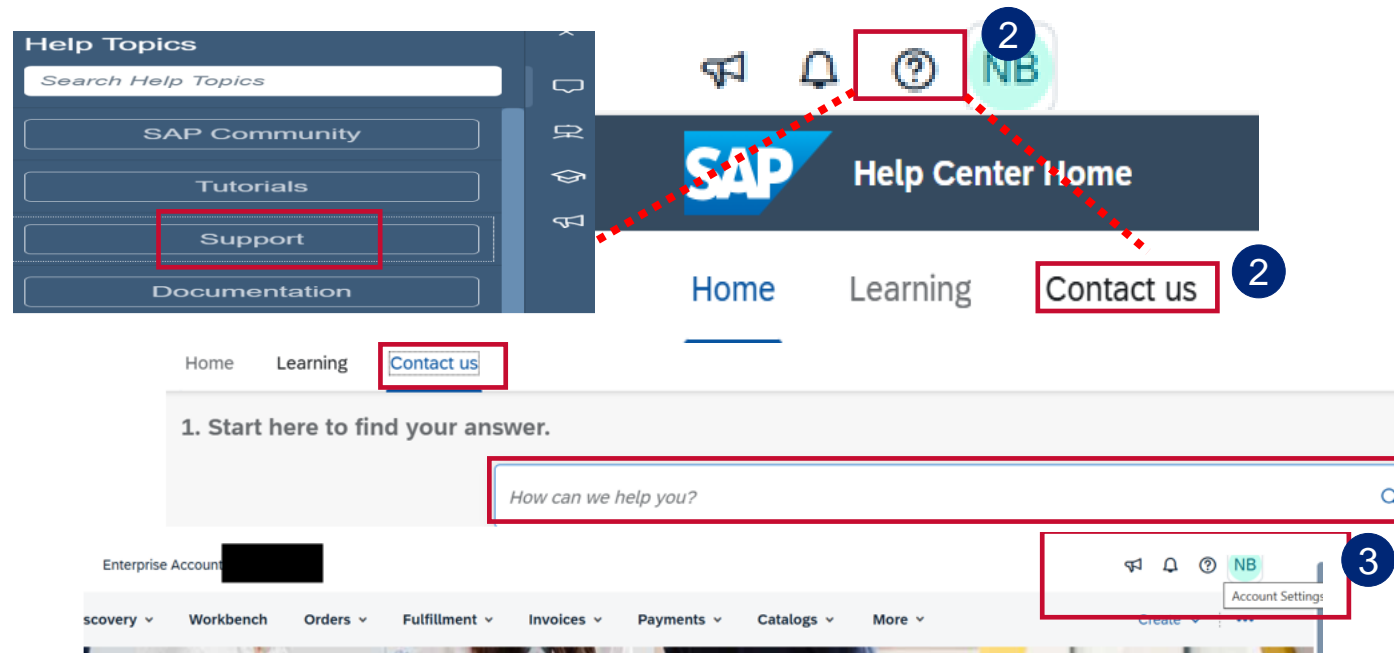 Help Topics
Search Help Topics
SAP Community
Tutorials
Support
Documentation
2
NB
SAP
Help Center Home
Home Learning Contact us
2
Home Learning Contact us
1. Start here to find your answer.
How can we help you?
Enterprise Account
NB
3
Account Settings
scovery Workbench Orders Fulfillment Invoices Payments Catalogs More Create